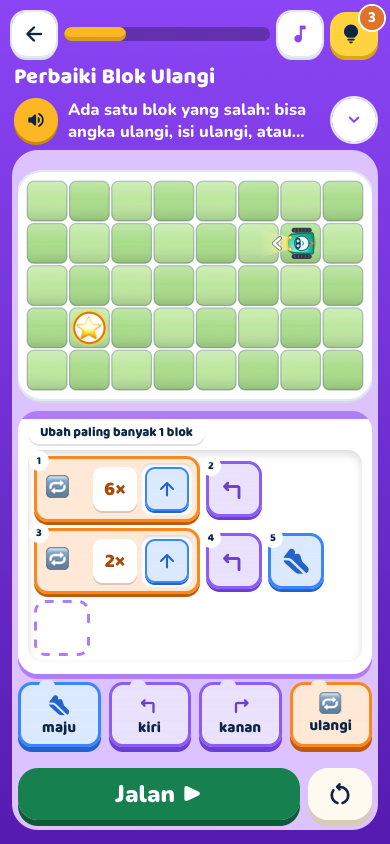 3
Perbaiki Blok Ulangi
Ada satu blok yang salah: bisa
angka ulangi, isi ulangi, atau...
Ubah paling banyak 1 blok
1
6×
2
3
2×
4
5
maju
kiri
kanan
ulangi
Jalan